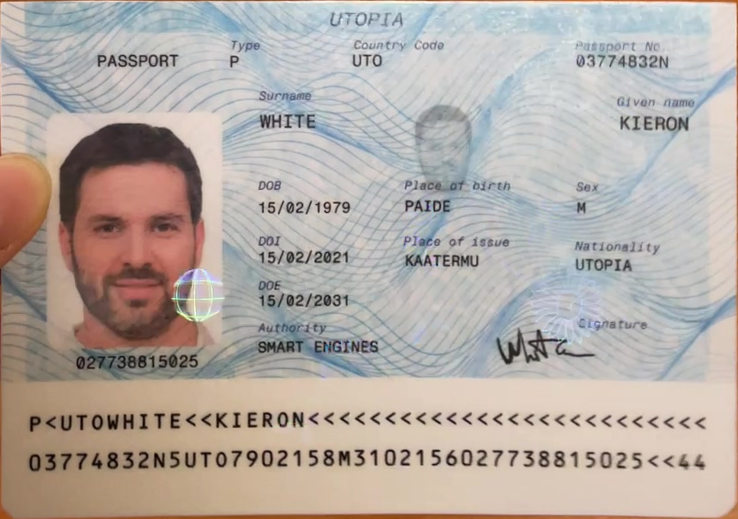 UTOPIA
PASSPORT
Type
P
Country Code
UTO
Passport No.
03774832N
Surname
WHITE
Given name
KIERON
DOB
15/02/1979
Place of birth
PAIDE
Sex
M
DOI
15/02/2021
Place of issue
KAATERMU
Nationality
UTOPIA
DOE
15/02/2031
Authority
SMART ENGINES
Signature
027738815025
P<UTOWHITE<<KIERON<<<<<<<<<<<<<<<<<<<<<<<<<<
03774832N5UTO7902158M3102156027738815025<<44